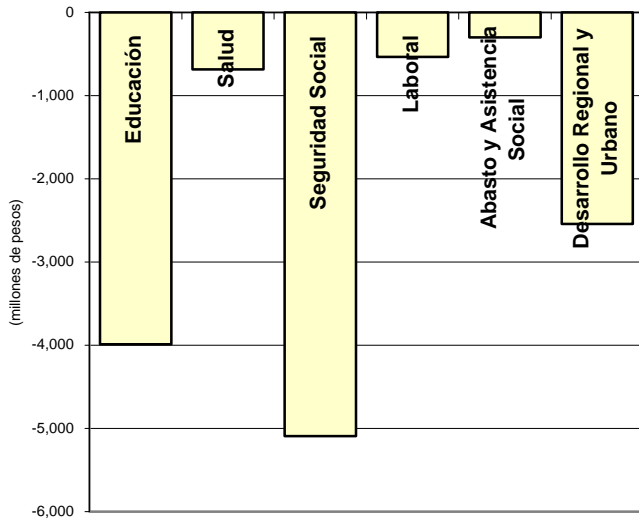 0
-1,000
-2,000
-3,000
-4,000
-5,000
-6,000
(millones de pesos)
Educación
Salud
Seguridad Social
Laboral
Abasto y Asistencia
Social
Desarrollo Regional y
Urbano